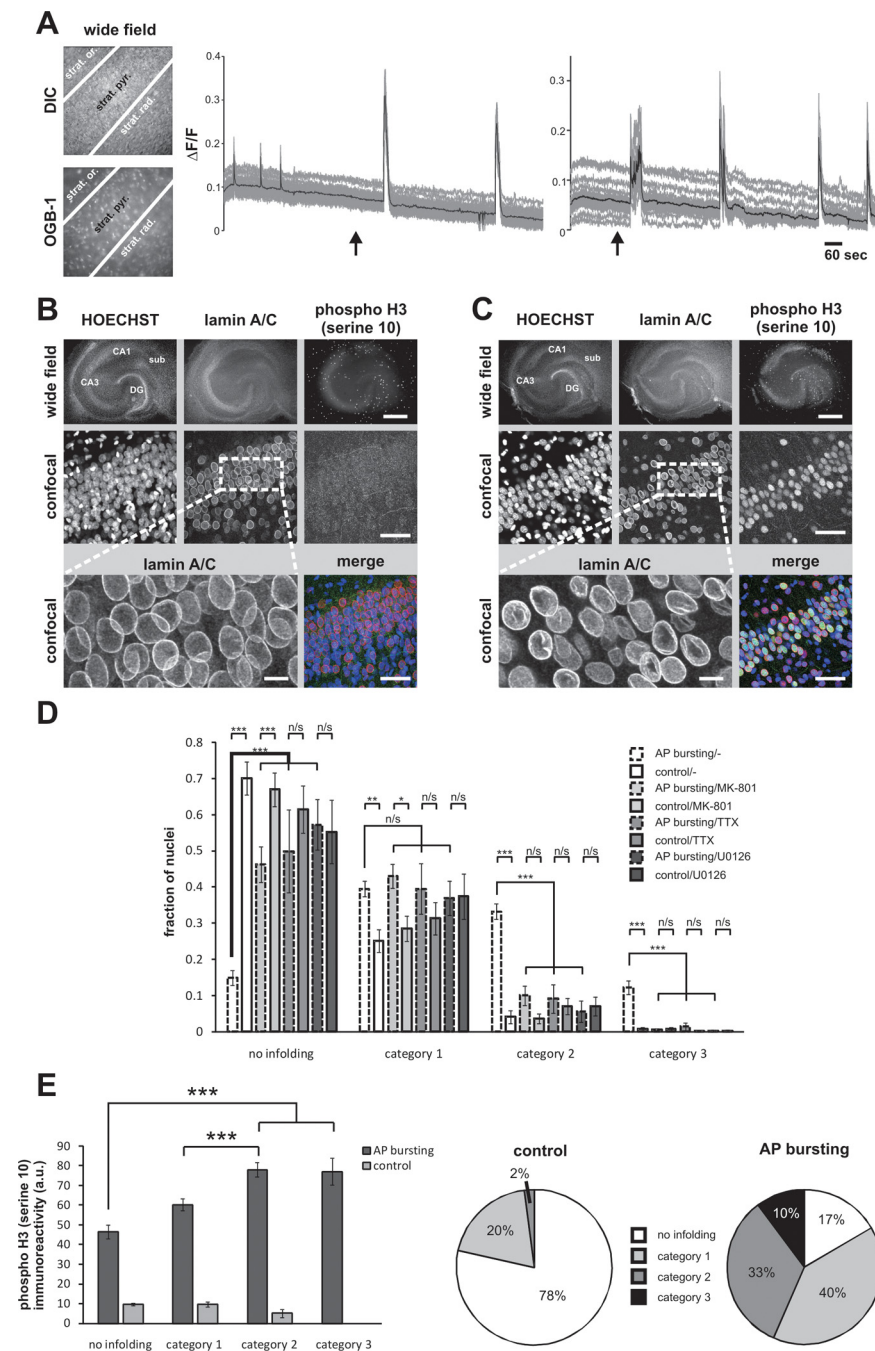 A
wide field
DIC
strat. or.
strat. pyr.
strat. rad.
OGB-1
strat. or.
strat. pyr.
strat. rad.
ΔF/F
0.4
0.3
0.2
0.1
0
0.3
0.2
0.1
0
60 sec
B
HOECHST
lamin A/C
phospho H3
(serine 10)
wide field
CA1
sub
CA3
DG
confocal
lamin A/C
merge
confocal
C
HOECHST
lamin A/C
phospho H3
(serine 10)
wide field
CA1
sub
CA3
DG
confocal
lamin A/C
merge
confocal
D
fraction of nuclei
0.8
0.7
0.6
0.5
0.4
0.3
0.2
0.1
0
*** *** n/s n/s
***
** * n/s n/s
n/s
*** n/s n/s n/s
***
*** n/s n/s n/s
***
no infolding
category 1
category 2
category 3
AP bursting/-
control/-
AP bursting/MK-801
control/MK-801
AP bursting/TTX
control/TTX
AP bursting/U0126
control/U0126
E
phospho H3 (serine 10)
immunoreactivity (a.u.)
90
80
70
60
50
40
30
20
10
0
***
***
no infolding
category 1
category 2
category 3
AP bursting
control
control
2%
20%
78%
no infolding
category 1
category 2
category 3
AP bursting
10%
17%
33%
40%